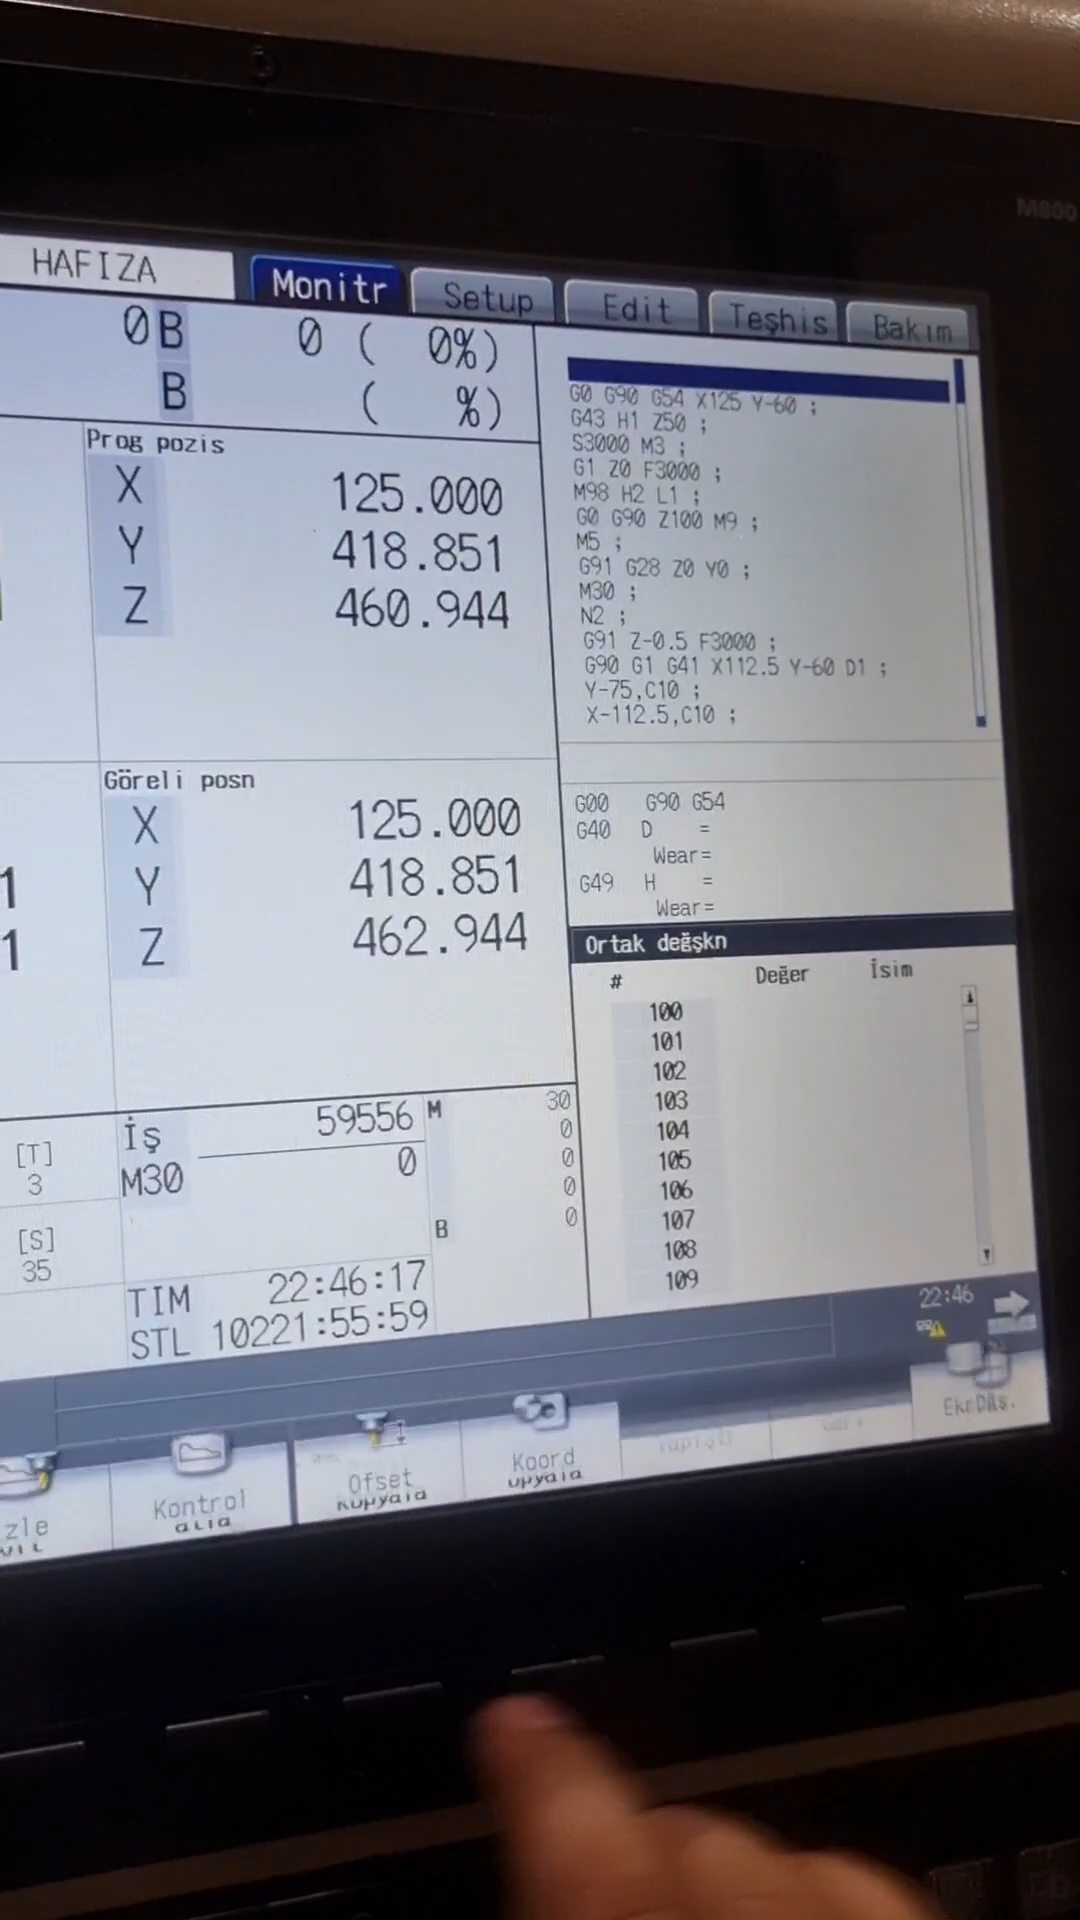 M800
HAFIZA
Monitr
Setup
Edit
Teşhis
Bakım
0 B 0 ( 0%)
B ( %)
Prog pozis
X 125.000
Y 418.851
Z 460.944
Göreli posn
X 125.000
Y 418.851
Z 462.944
1
1
G0 G90 G54 X125 Y-60 ;
G43 H1 Z50 ;
S3000 M3 ;
G1 Z0 F3000 ;
M98 H2 L1 ;
G0 G90 Z100 M9 ;
M5 ;
G91 G28 Z0 Y0 ;
M30 ;
N2 ;
G91 Z-0.5 F3000 ;
G90 G1 G41 X112.5 Y-60 D1 ;
Y-75,C10 ;
X-112.5,C10 ;
G00 G90 G54
G40 D =
Wear=
G49 H =
Wear=
Ortak değşkn
# Değer İsim
100
101
102
103
104
105
106
107
108
109
[T]
3
[S]
35
İş 59556
M30 0
M 30
0
0
0
B 0
TIM 22:46:17
STL 10221:55:59
22:46
zle
Kontrol
Ofset
Koord